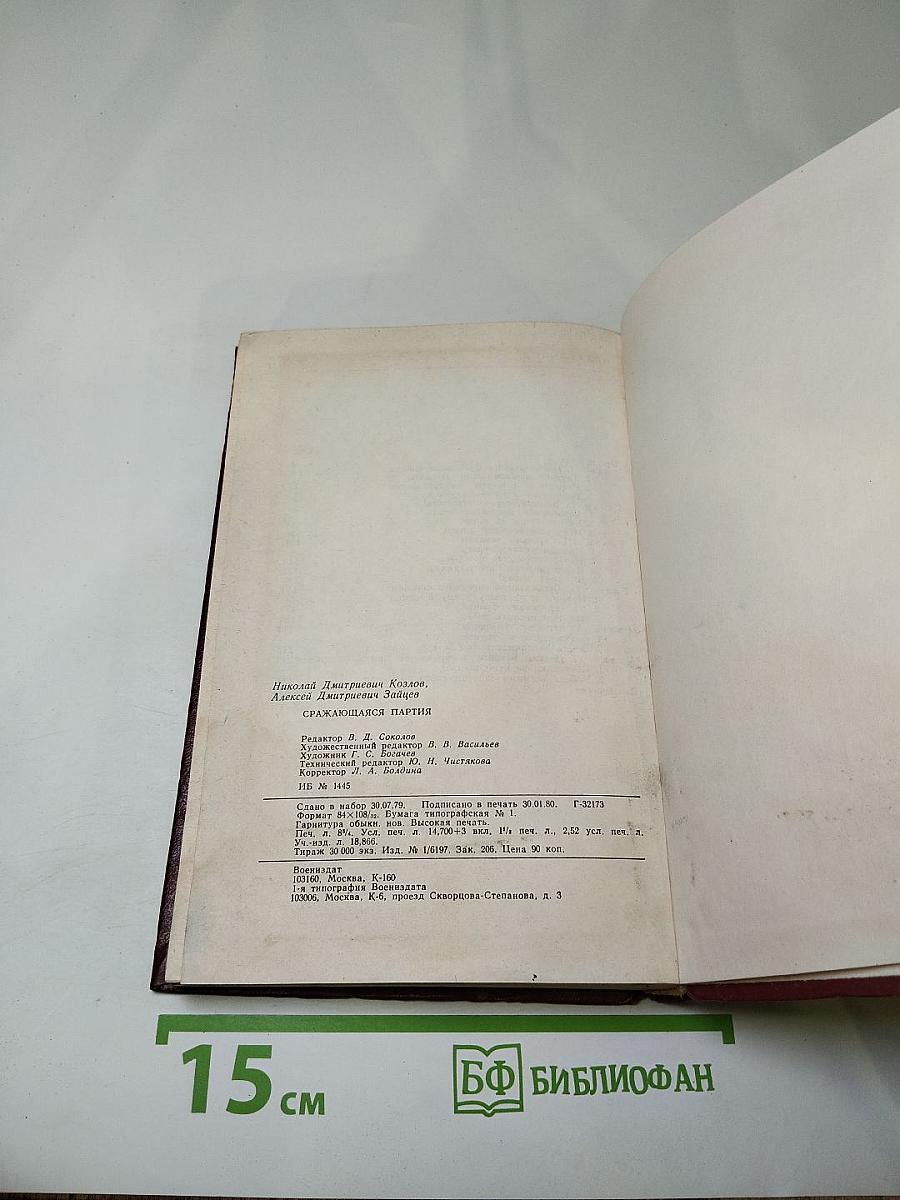 Николай Дмитриевич Козлов,
Алексей Дмитриевич Зайцев
СРАЖАЮЩАЯСЯ ПАРТИЯ
Редактор В. Д. Соколов
Художественный редактор В. В. Васильев
Художник Г. С. Богачев
Технический редактор Ю. Н. Чистякова
Корректор Л. А. Болдина
ИБ № 1445
Сдано в набор 30.07.79. Подписано в печать 30.01.80. Г-32173
Формат 84×108/32. Бумага типографская № 1.
Гарнитура обыкн. нов. Высокая печать.
Печ. л. 8³/₄. Усл. печ. л. 14,700+3 вкл. 1¹/₂ печ. л., 2,52 усл. печ. л.
Уч.-изд. л. 18,866.
Тираж 30 000 экз. Изд. № 1/6197. Зак. 206. Цена 90 коп.
Воениздат
103160, Москва, К-160
1-я типография Воениздата
103006, Москва, К-6, проезд Скворцова-Степанова, д. 3
15 см
БФ БИБЛИОФАН